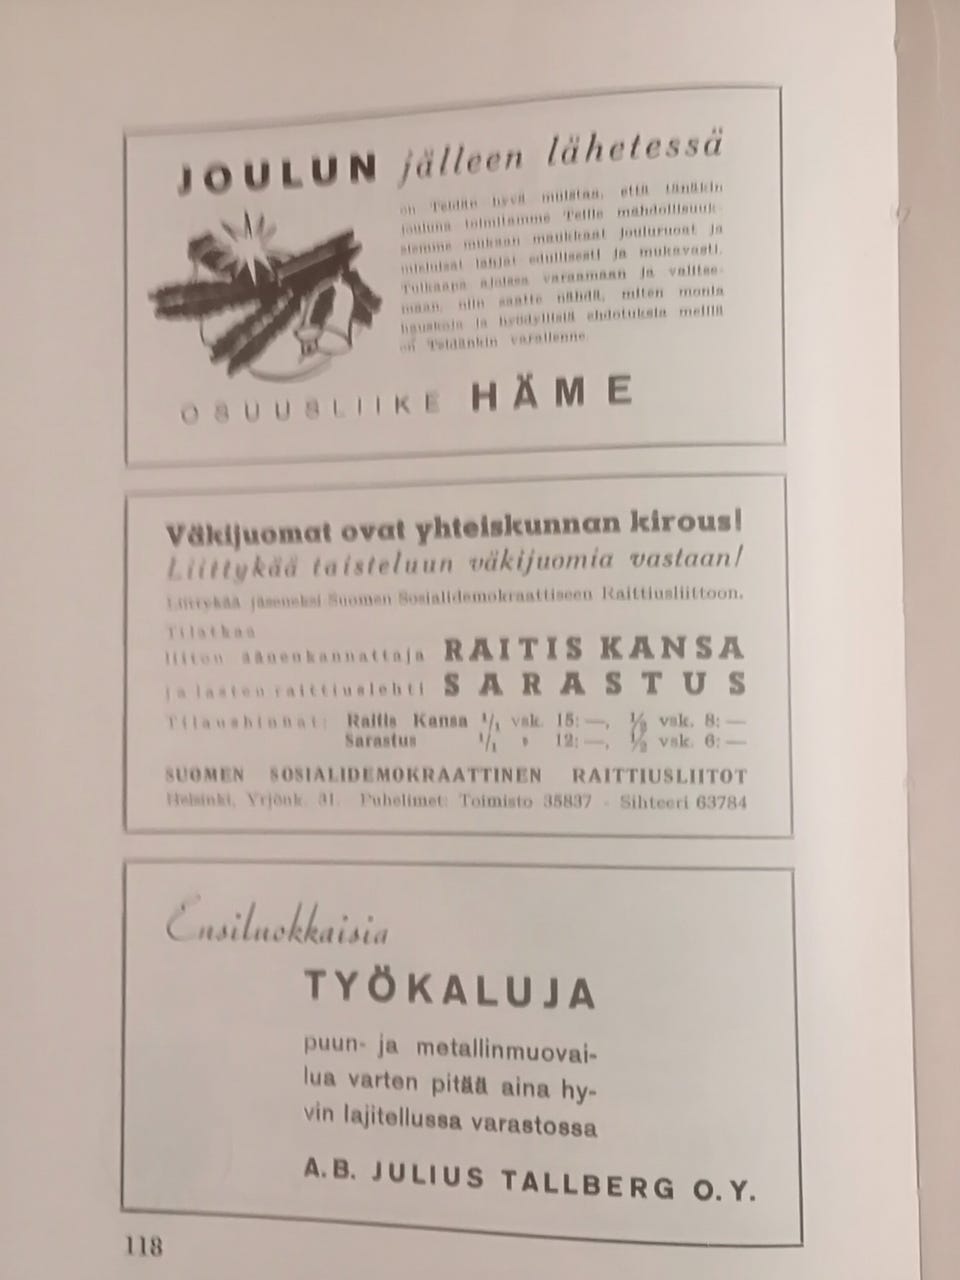 JOULUN jälleen lähetessä
on Teidän hyvä muistaa, että tänäkin
jouluna toimitamme Teille mahdollisuuk-
siemme mukaan maukkaat jouluruoat ja
mieluisat lahjat edullisesti ja mukavasti.
Tulkaapa ajoissa varaamaan ja valitse-
maan, niin saatte nähdä, miten monia
hauskoja ja hyödyllisiä ehdotuksia meillä
on Teidänkin varallenne.
OSUUSLIIKE HÄME
Väkijuomat ovat yhteiskunnan kirous!
Liittykää taisteluun väkijuomia vastaan!
Liittykää jäseneksi Suomen Sosialidemokraattiseen Raittiusliittoon.
Tilatkaa
liiton äänenkannattaja RAITIS KANSA
ja lasten raittiuslehti SARASTUS
Tilaushinnat: Raitis Kansa 1/1 vsk. 15:—, 1/2 vsk. 8:—
Sarastus 1/1 » 12:—, 1/2 vsk. 6:—
SUOMEN SOSIALIDEMOKRAATTINEN RAITTIUSLIITOT
Helsinki, Yrjönk. 31. Puhelimet: Toimisto 35837 - Sihteeri 63784
Ensiluokkaisia
TYÖKALUJA
puun- ja metallinmuovai-
lua varten pitää aina hy-
vin lajitellussa varastossa
A.B. JULIUS TALLBERG O.Y.
118